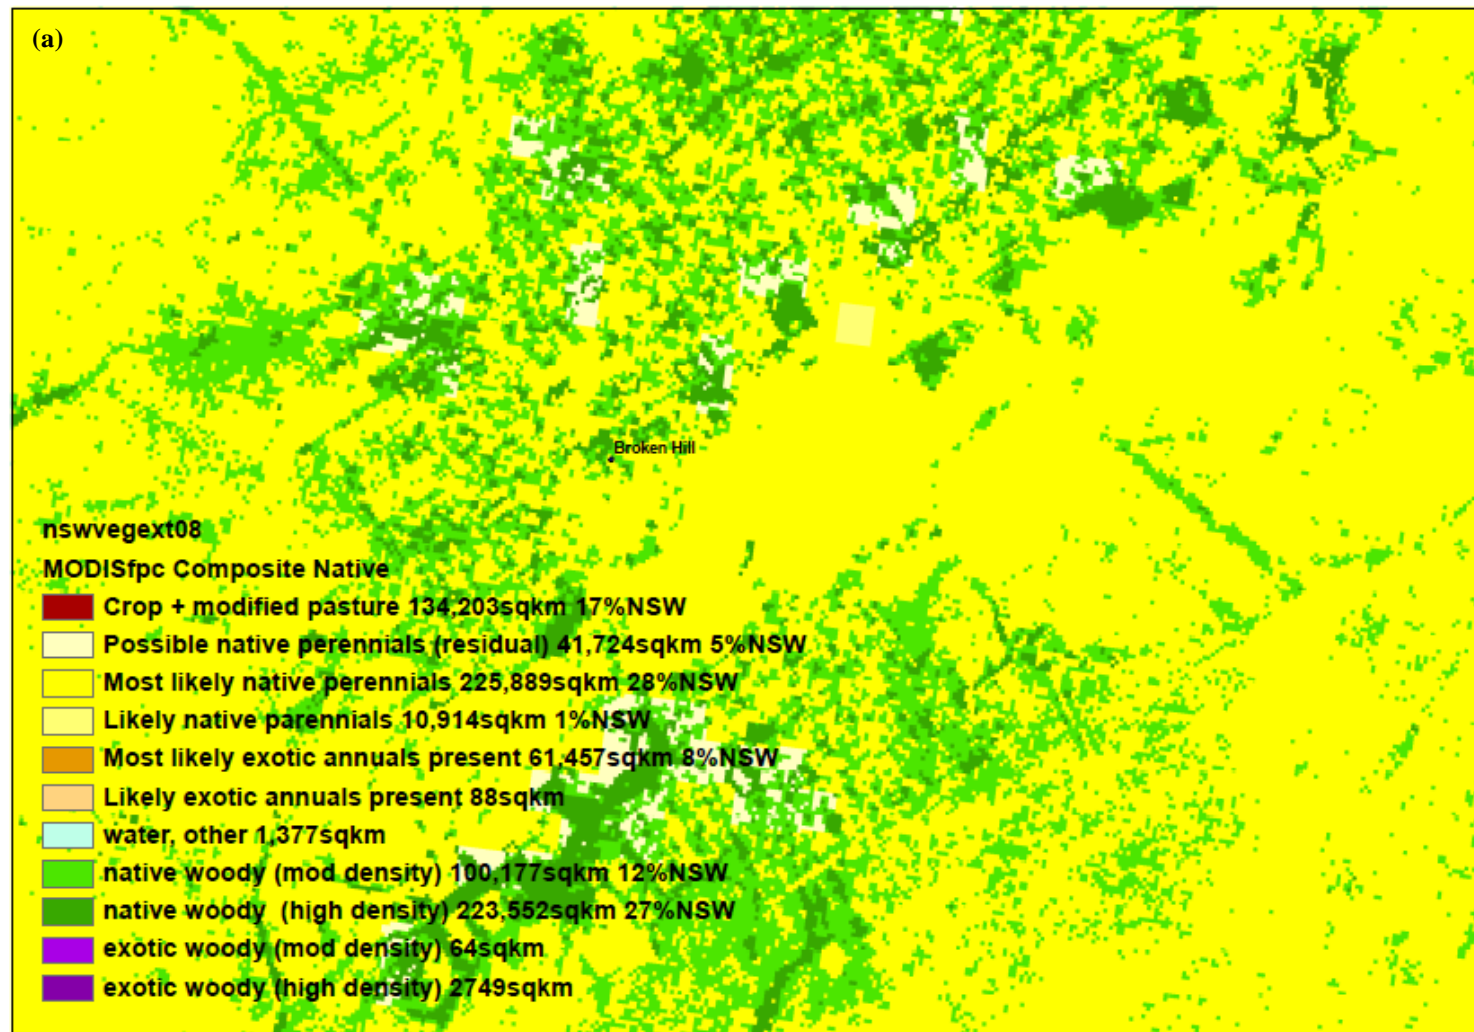 (a)
Broken Hill
nswvegext08
MODISfpc Composite Native
Crop + modified pasture 134,203sqkm 17%NSW
Possible native perennials (residual) 41,724sqkm 5%NSW
Most likely native perennials 225,889sqkm 28%NSW
Likely native parennials 10,914sqkm 1%NSW
Most likely exotic annuals present 61,457sqkm 8%NSW
Likely exotic annuals present 88sqkm
water, other 1,377sqkm
native woody (mod density) 100,177sqkm 12%NSW
native woody (high density) 223,552sqkm 27%NSW
exotic woody (mod density) 64sqkm
exotic woody (high density) 2749sqkm